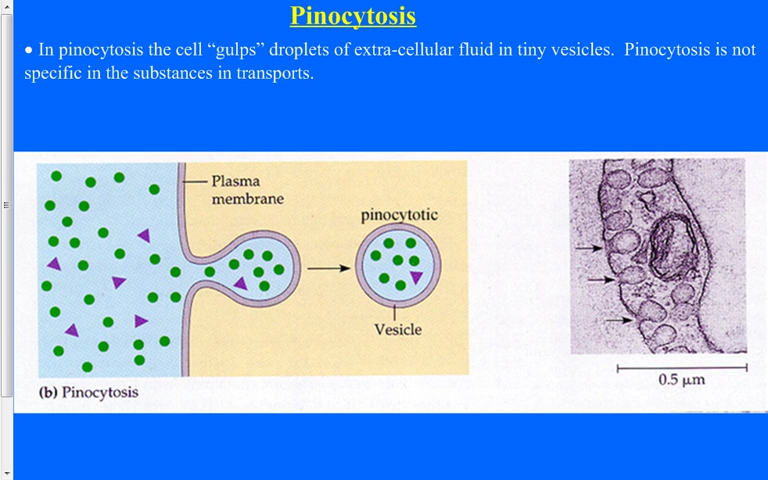 Pinocytosis
• In pinocytosis the cell “gulps” droplets of extra-cellular fluid in tiny vesicles. Pinocytosis is not
specific in the substances in transports.
Plasma
membrane
pinocytotic
Vesicle
(b) Pinocytosis
0.5 µm